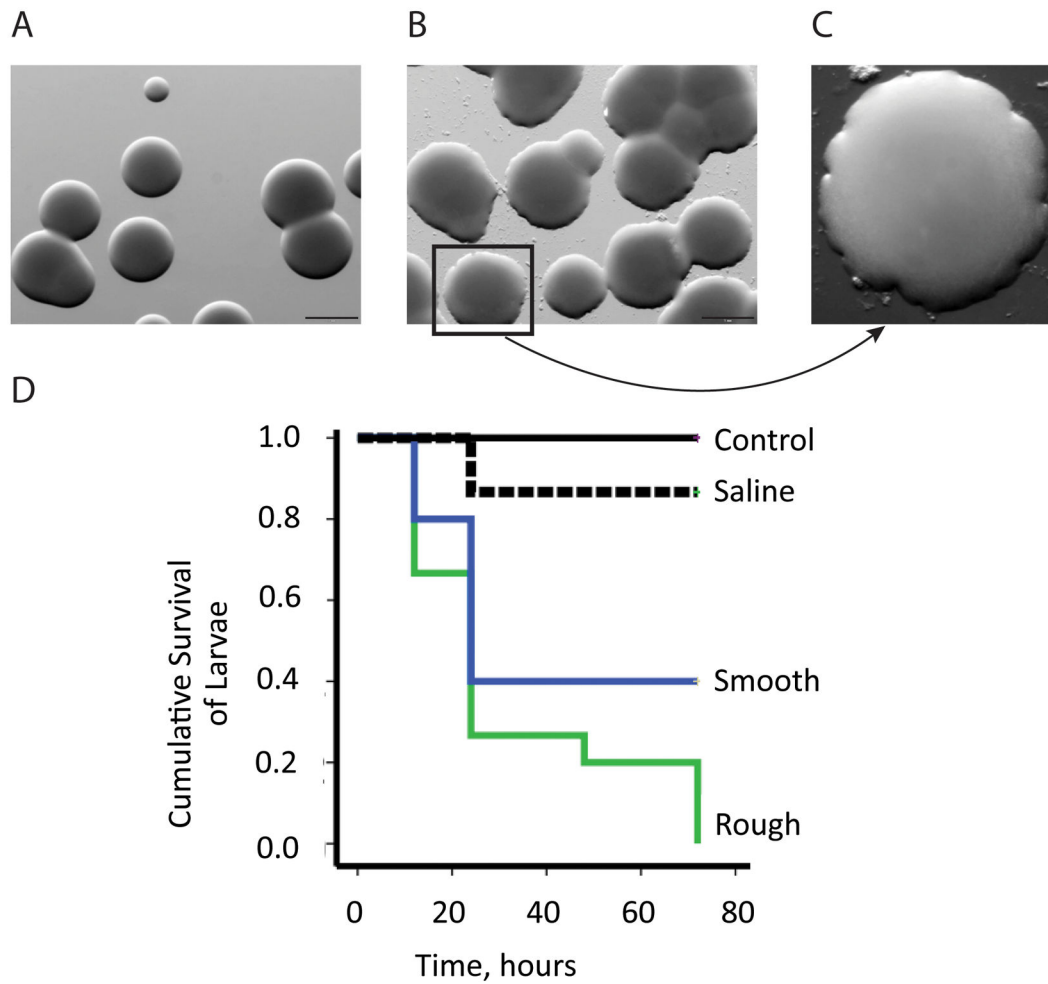 A
B
C
D
1.0
0.8
0.6
0.4
0.2
0.0
Cumulative Survival
of Larvae
Control
Saline
Smooth
Rough
0 20 40 60 80
Time, hours